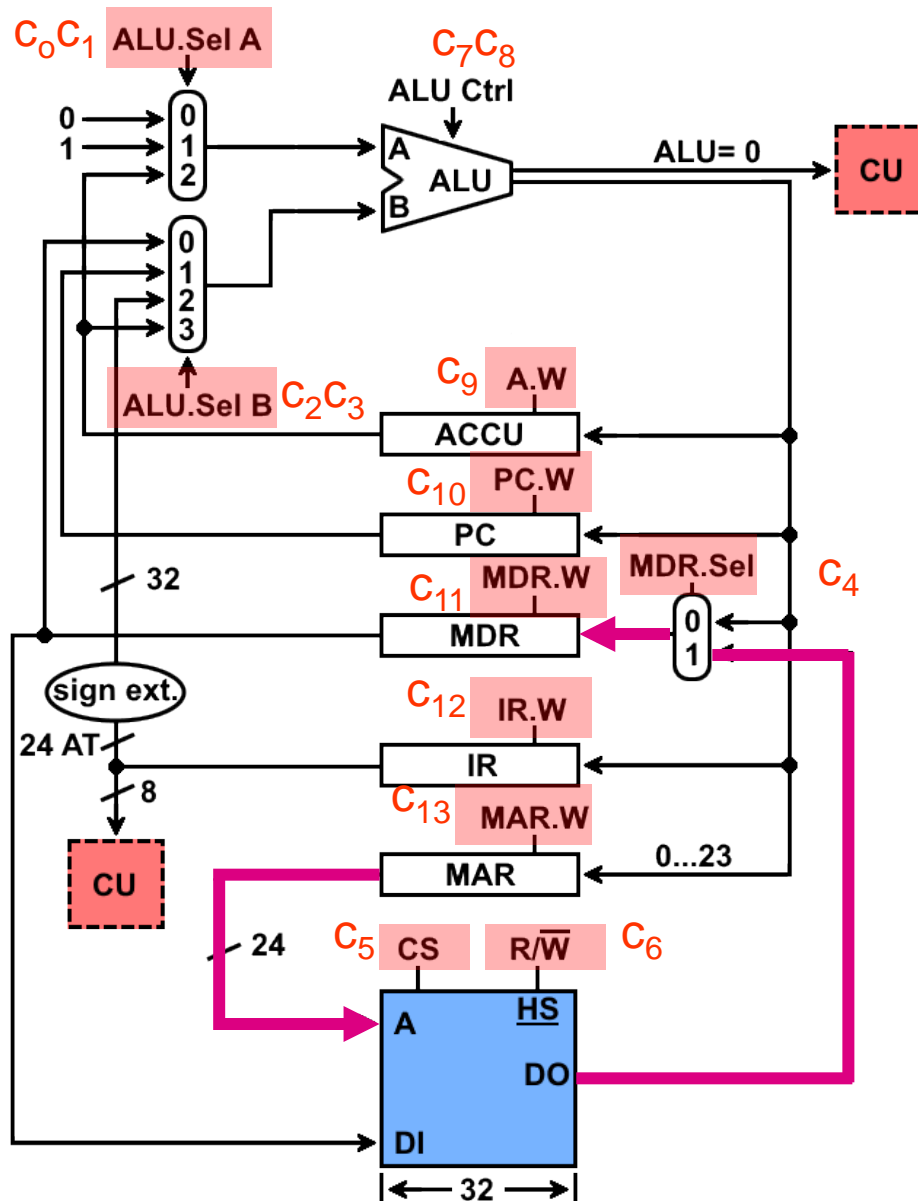 CoC1 ALU.Sel A
C7C8
ALU Ctrl
0
1
0
1
2
A
B
ALU
ALU= 0
CU
0
1
2
3
ALU.Sel B C2C3
C9 A.W
ACCU
C10 PC.W
PC
32
C11 MDR.W
MDR
MDR.Sel C4
0
1
sign ext.
24 AT
8
C12 IR.W
IR
C13 MAR.W
MAR
0...23
CU
24
C5 CS
R/W̅ C6
A
HS
DO
DI
32